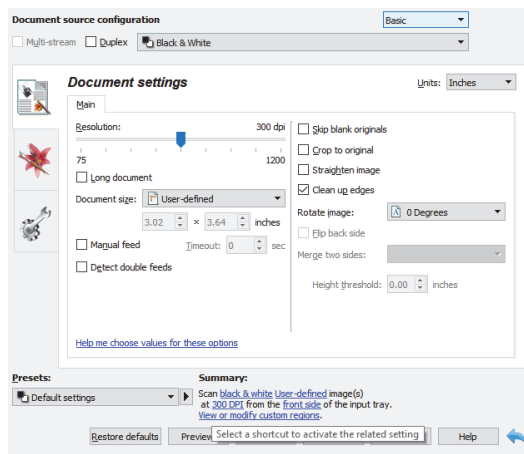 Document source configuration
Basic
Multi-stream
Duplex
Black & White
Document settings
Units: Inches
Main
Resolution: 300 dpi
75 1200
Long document
Document size: User-defined
3.02 × 3.64 inches
Manual feed Timeout: 0 sec
Detect double feeds
Skip blank originals
Crop to original
Straighten image
Clean up edges
Rotate image: 0 Degrees
Flip back side
Merge two sides:
Height threshold: 0.00 inches
Help me choose values for these options
Presets:
Default settings
Summary:
Scan black & white User-defined image(s)
at 300 DPI from the front side of the input tray.
View or modify custom regions.
Restore defaults
Preview
Select a shortcut to activate the related setting
Help